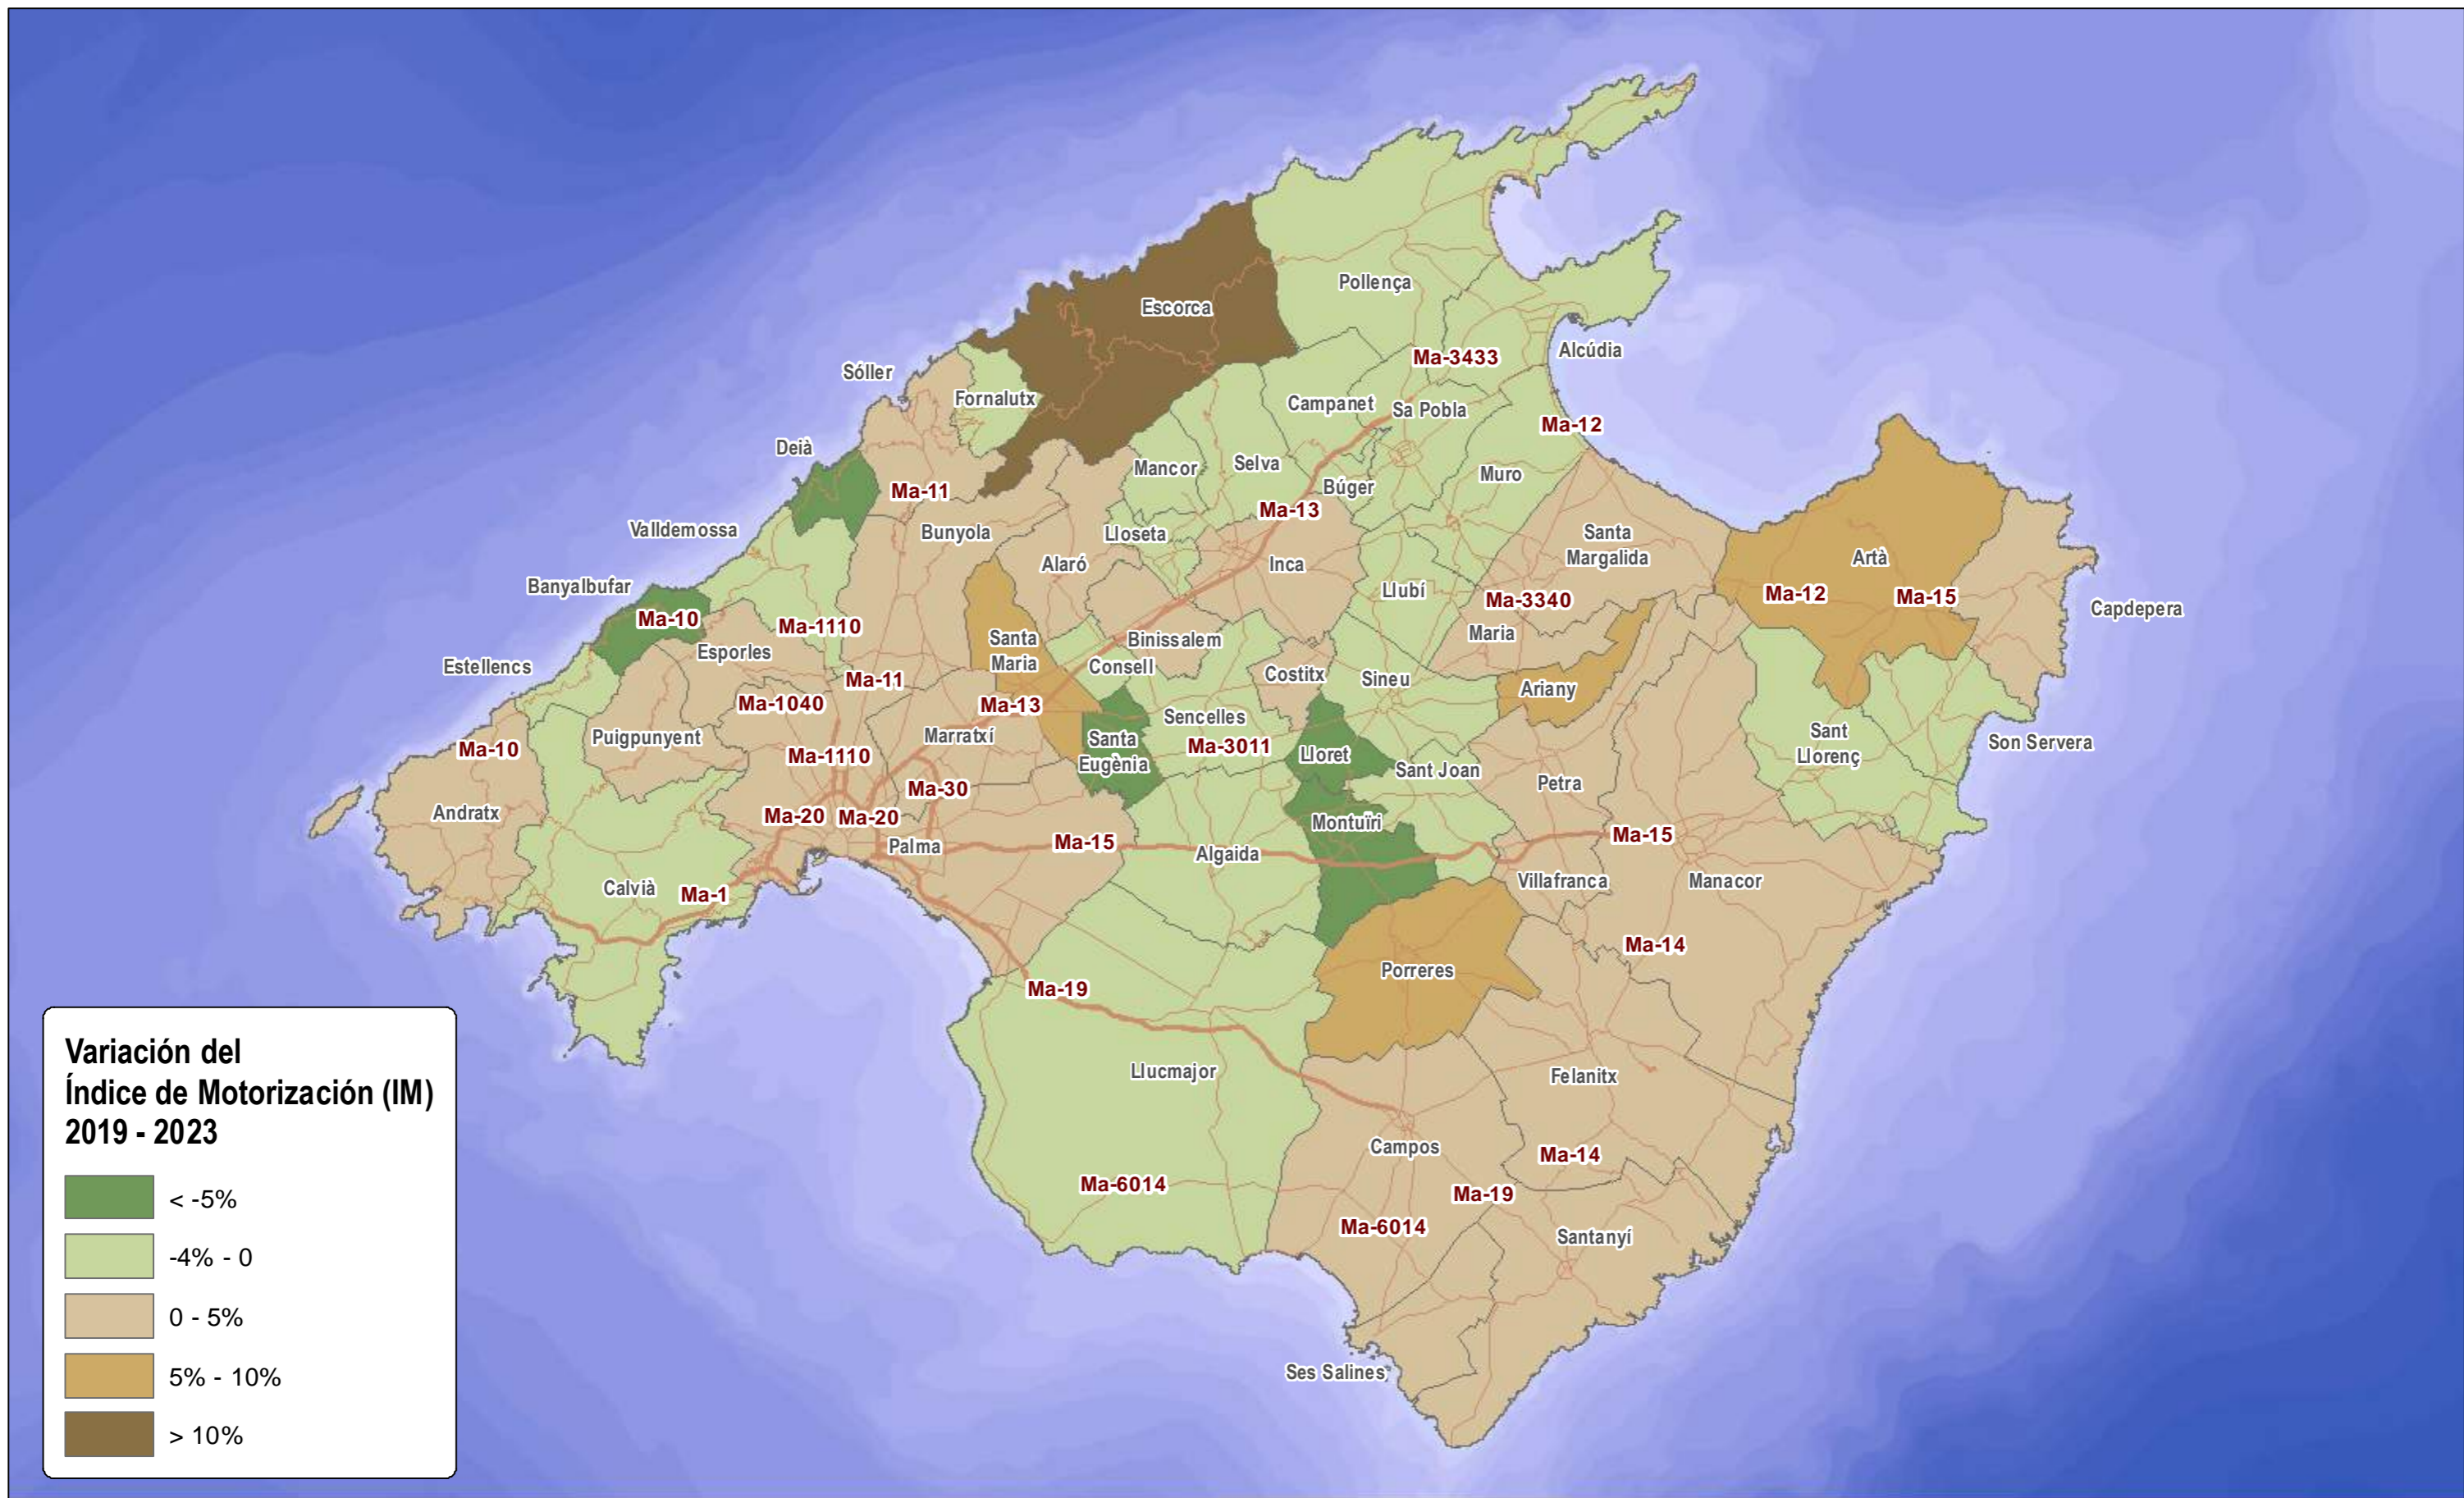 Pollença
Escorca
Alcúdia
Ma-3433
Sóller
Fornalutx
Campanet
Sa Pobla
Ma-12
Deià
Mancor
Selva
Muro
Búger
Ma-11
Ma-13
Valldemossa
Bunyola
Lloseta
Santa
Margalida
Alaró
Inca
Artà
Banyalbufar
Llubí
Ma-12
Ma-15
Ma-3340
Capdepera
Ma-10
Ma-1110
Maria
Santa
Maria
Binissalem
Esporles
Estellencs
Consell
Costitx
Sineu
Ma-11
Ariany
Ma-1040
Ma-13
Sencelles
Puigpunyent
Marratxí
Santa
Eugènia
Ma-3011
Lloret
Sant
Llorenç
Son Servera
Ma-10
Ma-1110
Sant Joan
Petra
Ma-30
Andratx
Ma-20
Ma-20
Montuïri
Palma
Ma-15
Algaida
Ma-15
Calvià
Ma-1
Villafranca
Manacor
Ma-14
Porreres
Ma-19
Llucmajor
Felanitx
Campos
Ma-14
Ma-6014
Ma-19
Ma-6014
Santanyí
Ses Salines
Variación del
Índice de Motorización (IM)
2019 - 2023
< -5%
-4% - 0
0 - 5%
5% - 10%
> 10%